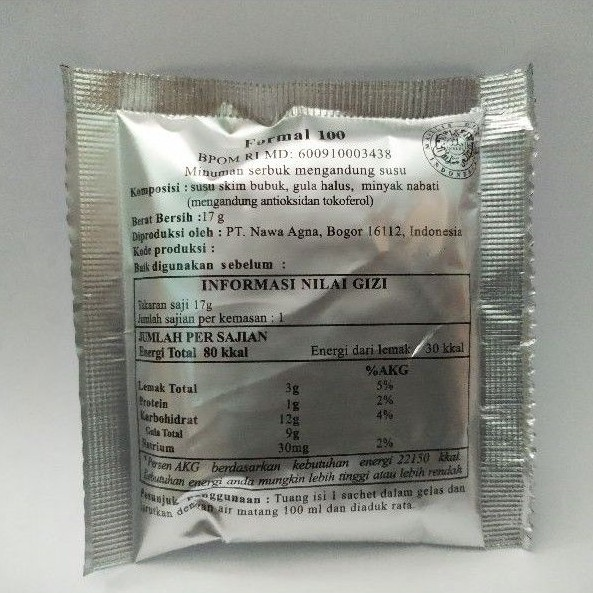 Formal 100
BPOM RI MD: 600910003438
Minuman serbuk mengandung susu
Komposisi : susu skim bubuk, gula halus, minyak nabati
(mengandung antioksidan tokoferol)
Berat Bersih :17 g
Diproduksi oleh : PT. Nawa Agna, Bogor 16112, Indonesia
Kode produksi :
Baik digunakan sebelum :
INFORMASI NILAI GIZI
Takaran saji 17g
Jumlah sajian per kemasan : 1
JUMLAH PER SAJIAN
Energi Total 80 kkal Energi dari lemak 30 kkal
%AKG
Lemak Total 3g 5%
Protein 1g 2%
Karbohidrat 12g 4%
Gula Total 9g
Natrium 30mg 2%
*Persen AKG berdasarkan kebutuhan energi 22150 kkal.
Kebutuhan energi anda mungkin lebih tinggi atau lebih rendah
Petunjuk Penggunaan : Tuang isi 1 sachet dalam gelas dan
larutkan dengan air matang 100 ml dan diaduk rata.
INDONESIA